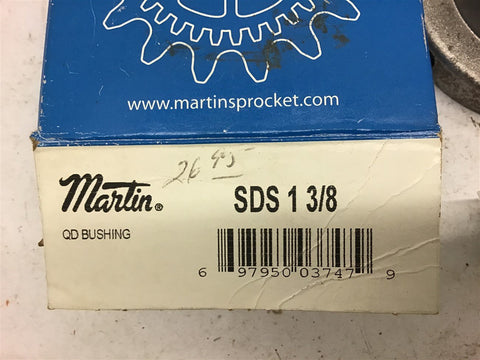 www.martinsprocket.com
26 95
Martin®
SDS 1 3/8
QD BUSHING
6 97950 03747 9